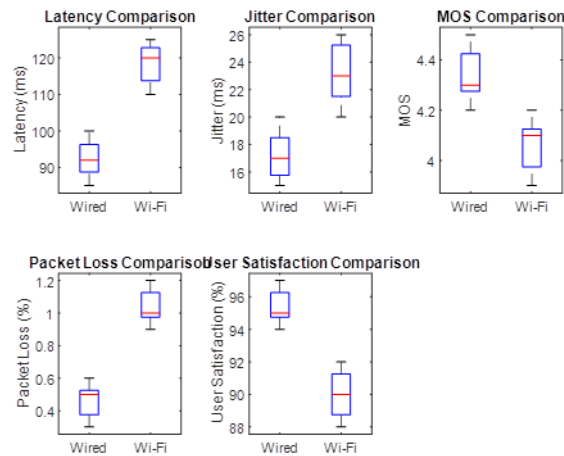 Latency Comparison
Latency (ms)
120
110
100
90
Wired
Wi-Fi
Jitter Comparison
Jitter (ms)
26
24
22
20
18
16
Wired
Wi-Fi
MOS Comparison
MOS
4.4
4.2
4
Wired
Wi-Fi
Packet Loss Comparison
Packet Loss (%)
1.2
1
0.8
0.6
0.4
Wired
Wi-Fi
User Satisfaction Comparison
User Satisfaction (%)
96
94
92
90
88
Wired
Wi-Fi